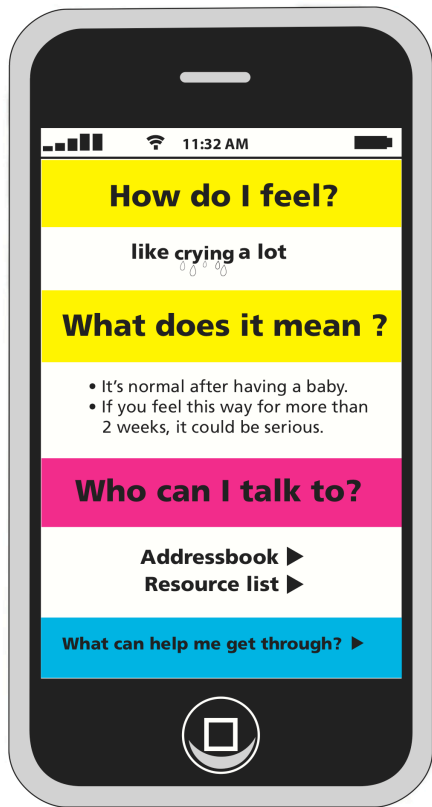 11:32 AM
How do I feel?
like crying a lot
What does it mean ?
• It's normal after having a baby.
• If you feel this way for more than
2 weeks, it could be serious.
Who can I talk to?
Addressbook ▶
Resource list ▶
What can help me get through? ▶